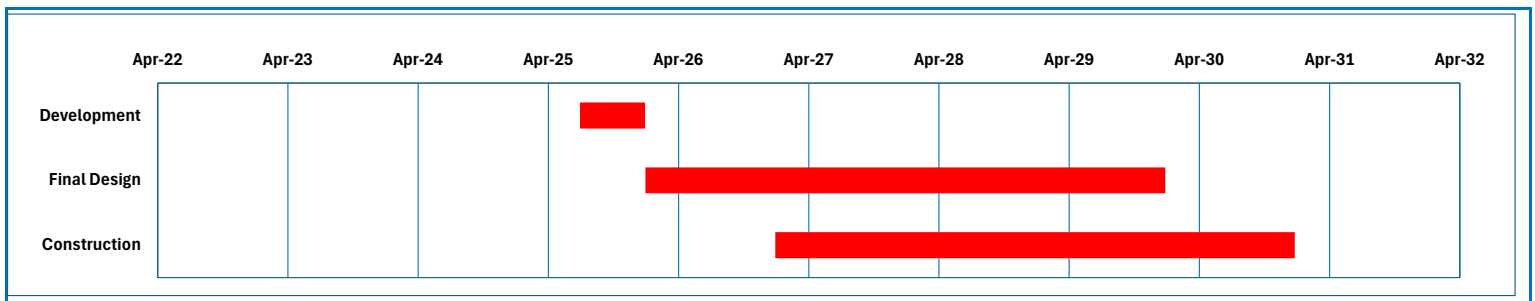 Apr-22 Apr-23 Apr-24 Apr-25 Apr-26 Apr-27 Apr-28 Apr-29 Apr-30 Apr-31 Apr-32
Development
Final Design
Construction